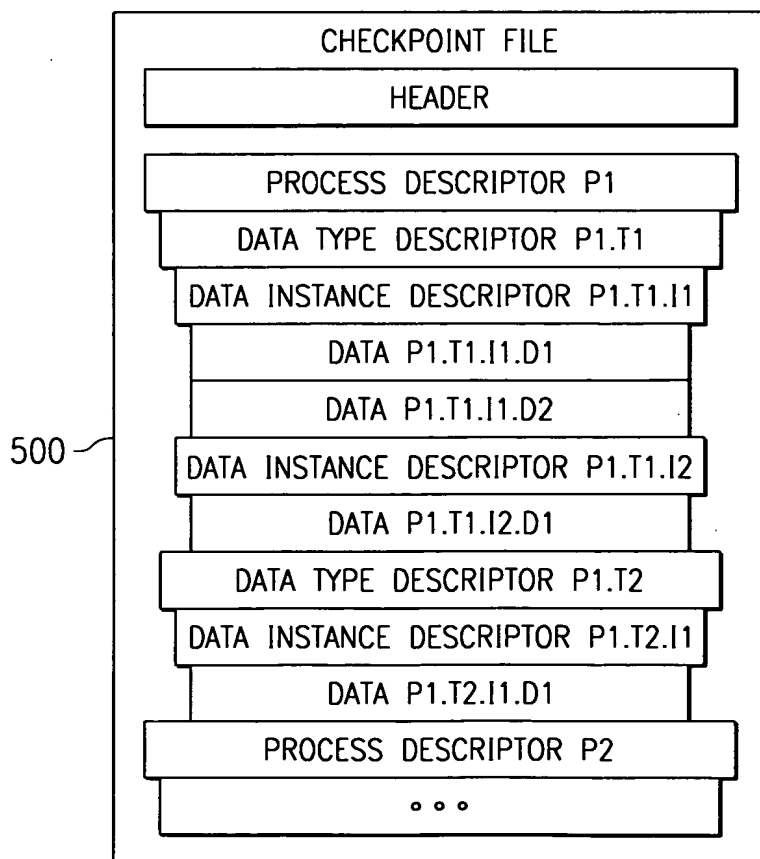 CHECKPOINT FILE
HEADER
PROCESS DESCRIPTOR P1
DATA TYPE DESCRIPTOR P1.T1
DATA INSTANCE DESCRIPTOR P1.T1.I1
DATA P1.T1.I1.D1
DATA P1.T1.I1.D2
500
DATA INSTANCE DESCRIPTOR P1.T1.I2
DATA P1.T1.I2.D1
DATA TYPE DESCRIPTOR P1.T2
DATA INSTANCE DESCRIPTOR P1.T2.I1
DATA P1.T2.I1.D1
PROCESS DESCRIPTOR P2
∘ ∘ ∘